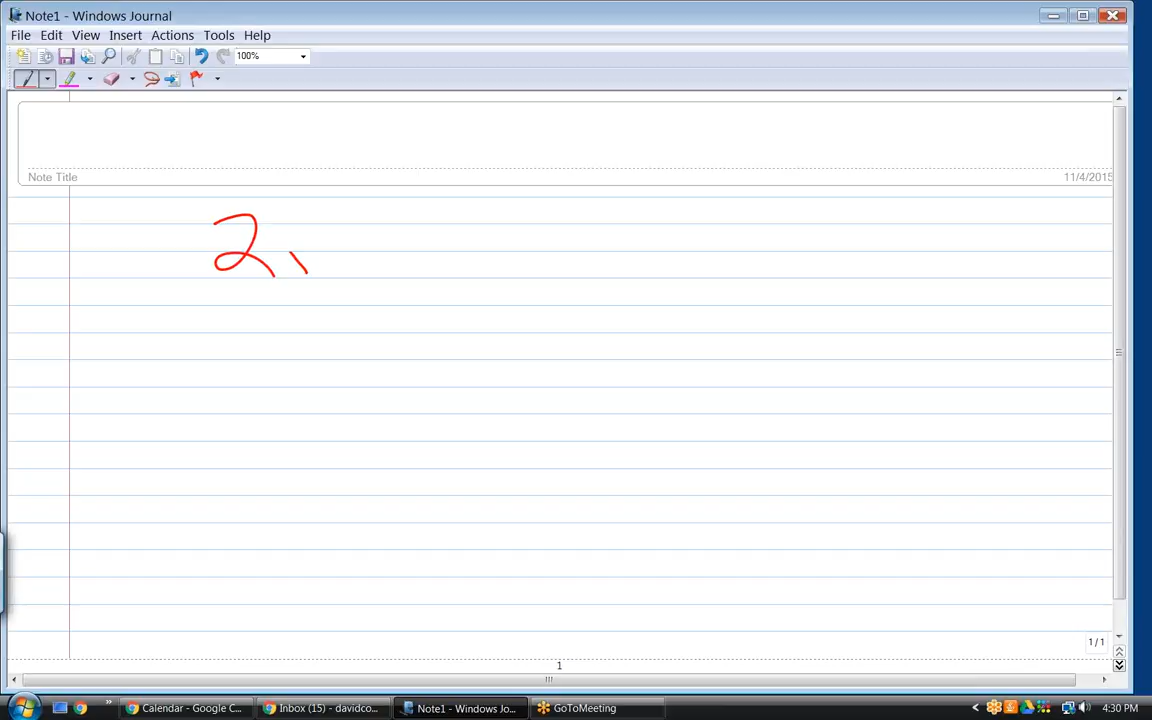 Note1 - Windows Journal
File Edit View Insert Actions Tools Help
100%
Note Title
11/4/2015
2
1/1
1
Calendar - Google C...
Inbox (15) - davidco...
Note1 - Windows Jo...
GoToMeeting
4:30 PM